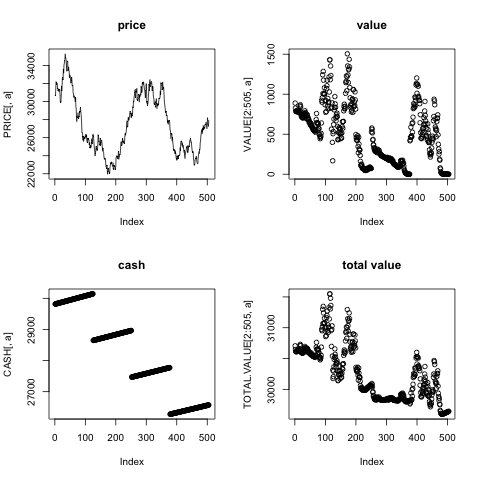 price
PRICE[, a]
22000 26000 30000 34000
0 100 200 300 400 500
Index
value
VALUE[2:505, a]
0 500 1000 1500
0 100 200 300 400 500
Index
cash
CASH[, a]
27000 29000
0 100 200 300 400 500
Index
total value
TOTAL.VALUE[2:505, a]
30000 31000
0 100 200 300 400 500
Index